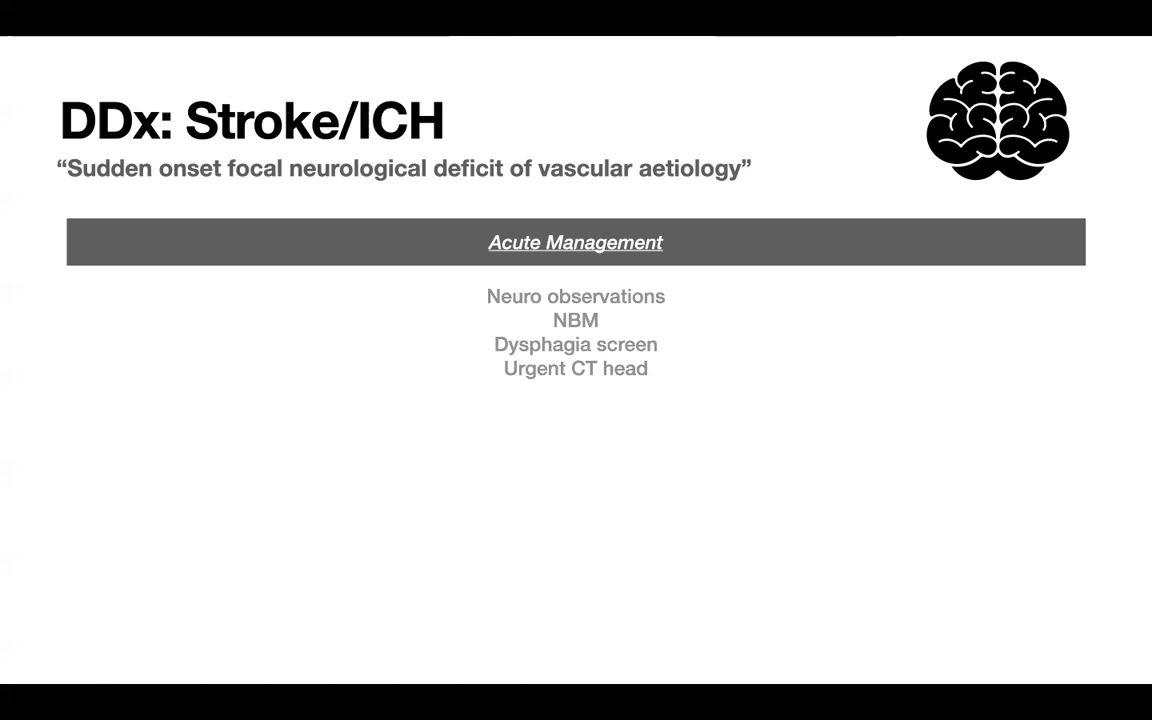 DDx: Stroke/ICH
“Sudden onset focal neurological deficit of vascular aetiology”
Acute Management
Neuro observations
NBM
Dysphagia screen
Urgent CT head